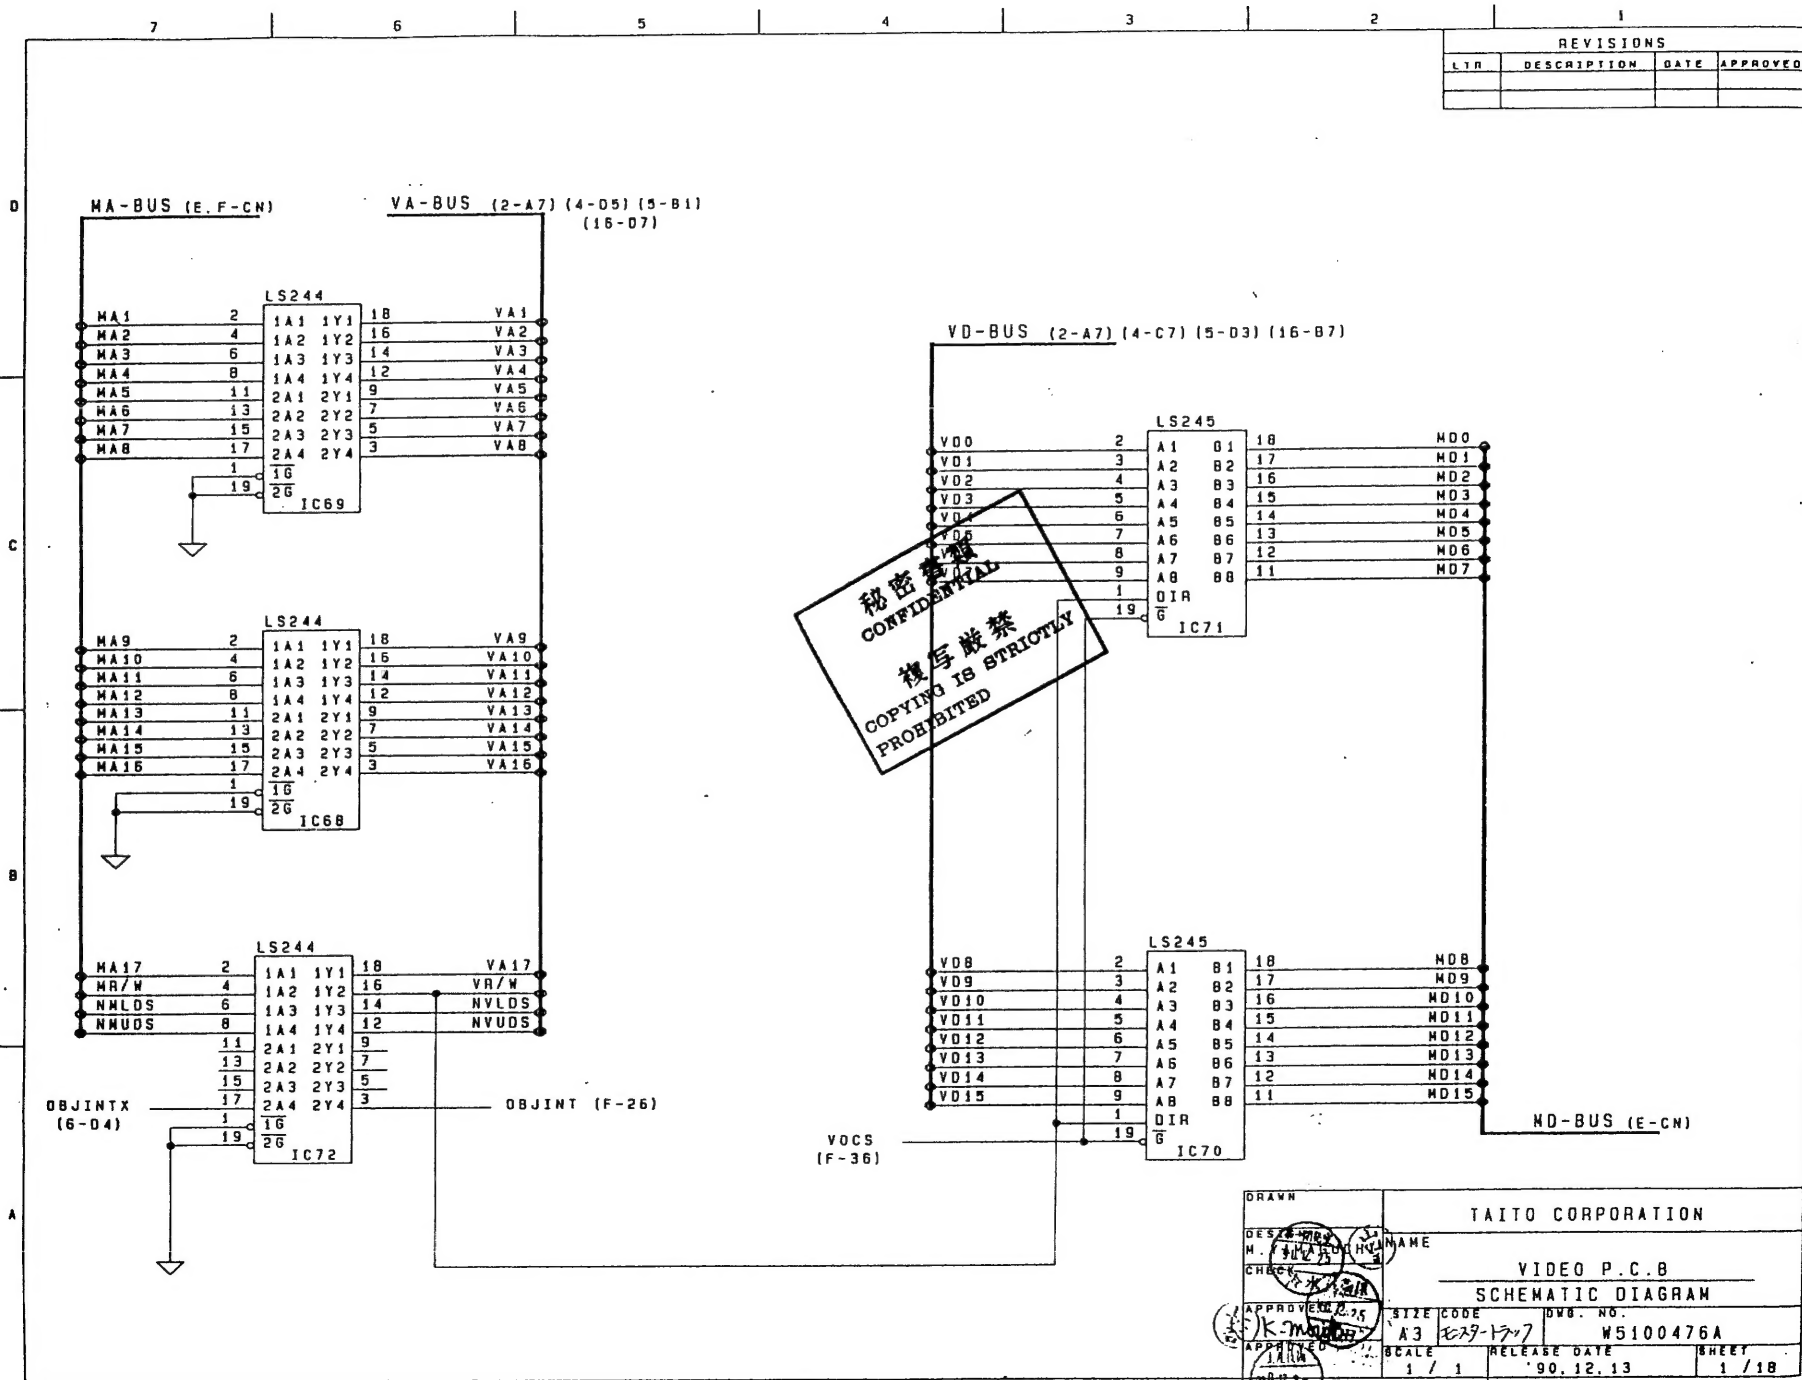 7 6 5 4 3 2 1
REVISIONS
LTR DESCRIPTION DATE APPROVED
D
C
B
A
MA-BUS (E.F-CN)
VA-BUS (2-A7) (4-D5) (5-B1)
(16-D7)
LS244
MA1 2 1A1 1Y1 18 VA1
MA2 4 1A2 1Y2 16 VA2
MA3 6 1A3 1Y3 14 VA3
MA4 8 1A4 1Y4 12 VA4
MA5 11 2A1 2Y1 9 VA5
MA6 13 2A2 2Y2 7 VA6
MA7 15 2A3 2Y3 5 VA7
MA8 17 2A4 2Y4 3 VA8
1 1G
19 2G
IC69
LS244
MA9 2 1A1 1Y1 18 VA9
MA10 4 1A2 1Y2 16 VA10
MA11 6 1A3 1Y3 14 VA11
MA12 8 1A4 1Y4 12 VA12
MA13 11 2A1 2Y1 9 VA13
MA14 13 2A2 2Y2 7 VA14
MA15 15 2A3 2Y3 5 VA15
MA16 17 2A4 2Y4 3 VA16
1 1G
19 2G
IC68
LS244
MA17 2 1A1 1Y1 18 VA17
MR/W 4 1A2 1Y2 16 VR/W
NMLDS 6 1A3 1Y3 14 NVLDS
NMUDS 8 1A4 1Y4 12 NVUDS
11 2A1 2Y1 9
13 2A2 2Y2 7
15 2A3 2Y3 5
OBJINTX 17 2A4 2Y4 3 OBJINT (F-26)
(6-D4)
1 1G
19 2G
IC72
VD-BUS (2-A7) (4-C7) (5-D3) (16-B7)
LS245
VD0 2 A1 B1 18 MD0
VD1 3 A2 B2 17 MD1
VD2 4 A3 B3 16 MD2
VD3 5 A4 B4 15 MD3
VD4 6 A5 B5 14 MD4
VD5 7 A6 B6 13 MD5
8 A7 B7 12 MD6
9 A8 B8 11 MD7
1 DIR
19 G
IC71
秘密書類
CONFIDENTIAL
複写厳禁
COPYING IS STRICTLY
PROHIBITED
LS245
VD8 2 A1 B1 18 MD8
VD9 3 A2 B2 17 MD9
VD10 4 A3 B3 16 MD10
VD11 5 A4 B4 15 MD11
VD12 6 A5 B5 14 MD12
VD13 7 A6 B6 13 MD13
VD14 8 A7 B7 12 MD14
VD15 9 A8 B8 11 MD15
1 DIR
VOCS 19 G
(F-36)
IC70
MD-BUS (E-CN)
DRAWN
TAITO CORPORATION
NAME
VIDEO P.C.B
SCHEMATIC DIAGRAM
CHECK
APPROVED
APPROVED
SIZE CODE DWG. NO.
A3 モンスタートラック W5100476A
SCALE RELEASE DATE SHEET
1 / 1 '90.12.13 1 /18